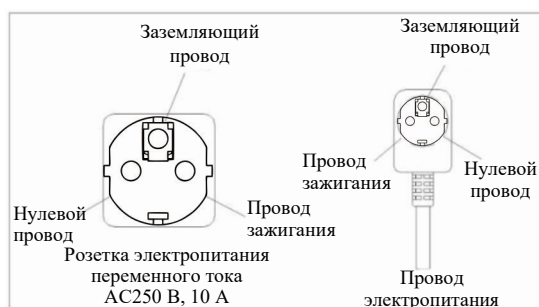 Заземляющий
провод
Заземляющий
провод
Провод
зажигания
Нулевой
провод
Нулевой
провод
Провод
зажигания
Розетка электропитания
переменного тока
AC250 В, 10 А
Провод
электропитания